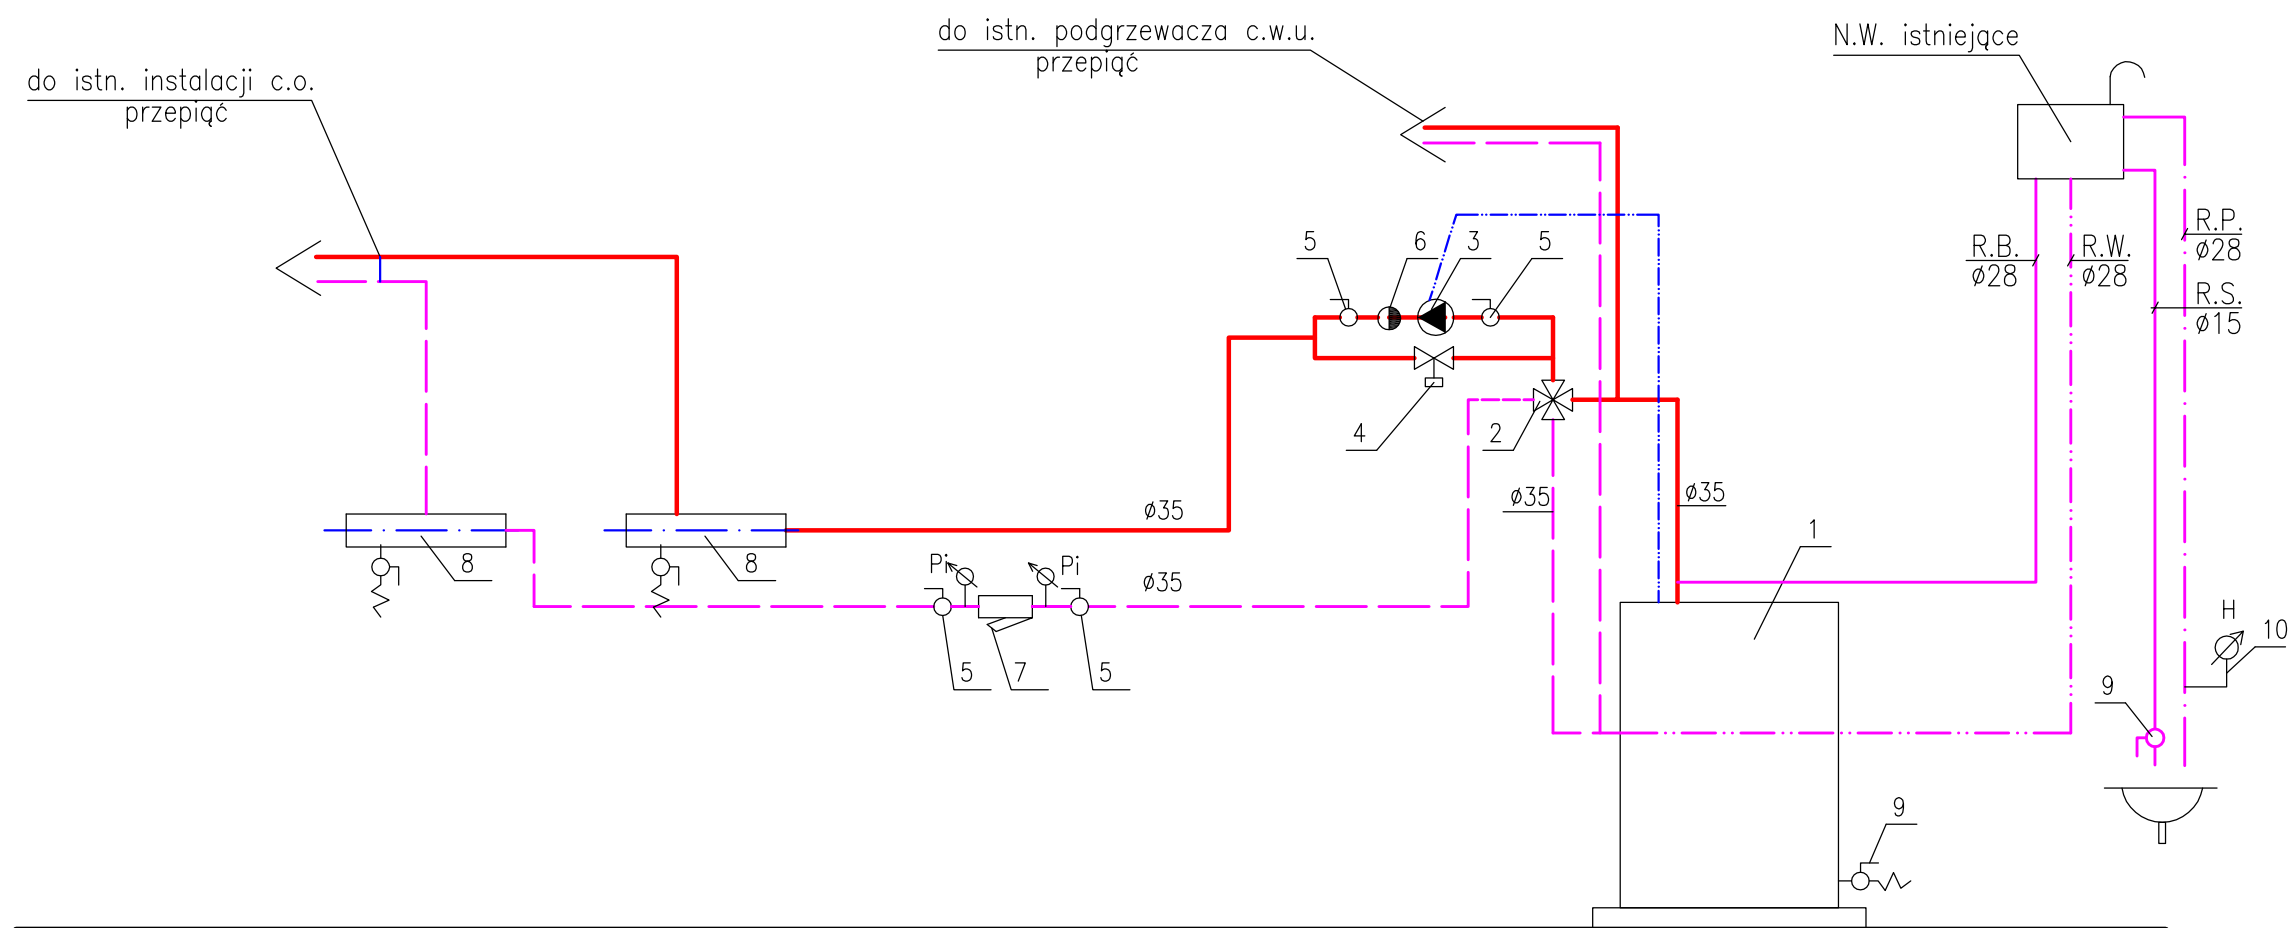 do istn. podgrzewacza c.w.u.
przepiąć
N.W. istniejące
do istn. instalacji c.o.
przepiąć
R.P.
ø28
R.B.
ø28
R.W.
ø28
R.S.
ø15
5
6
3
5
4
2
ø35
ø35
ø35
1
8
8
Pi
Pi
ø35
H
10
5
7
5
9
9